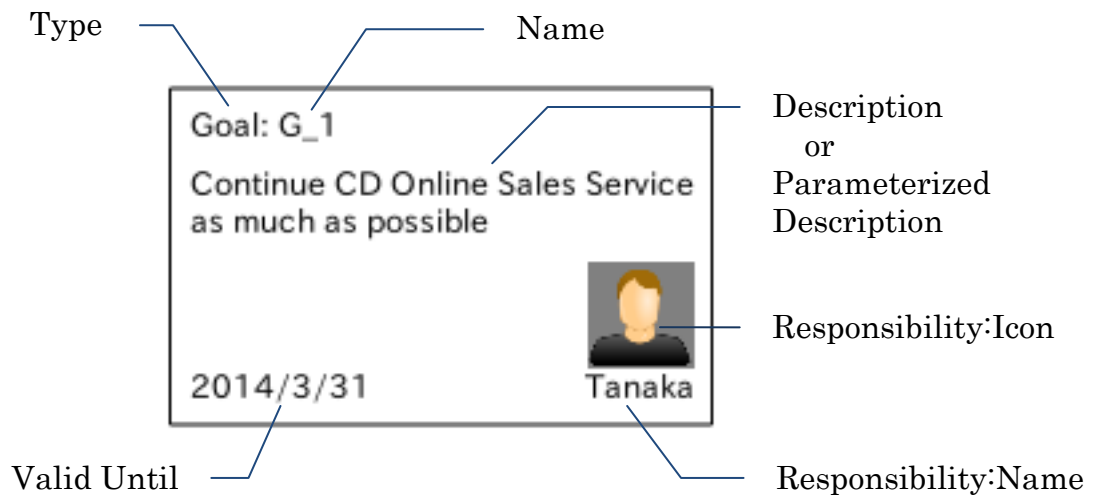 Type
Name
Goal: G_1
Continue CD Online Sales Service
as much as possible
Description
or
Parameterized
Description
Responsibility:Icon
2014/3/31
Tanaka
Valid Until
Responsibility:Name